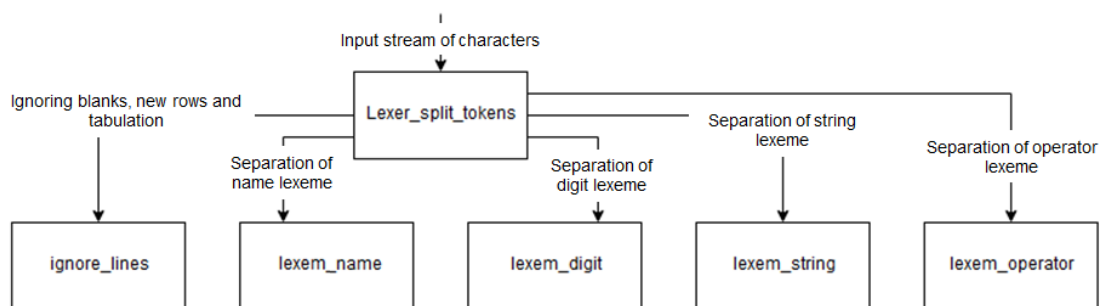 Input stream of characters
Lexer_split_tokens
Ignoring blanks, new rows and
tabulation
Separation of
name lexeme
Separation of
digit lexeme
Separation of string
lexeme
Separation of operator
lexeme
ignore_lines
lexem_name
lexem_digit
lexem_string
lexem_operator